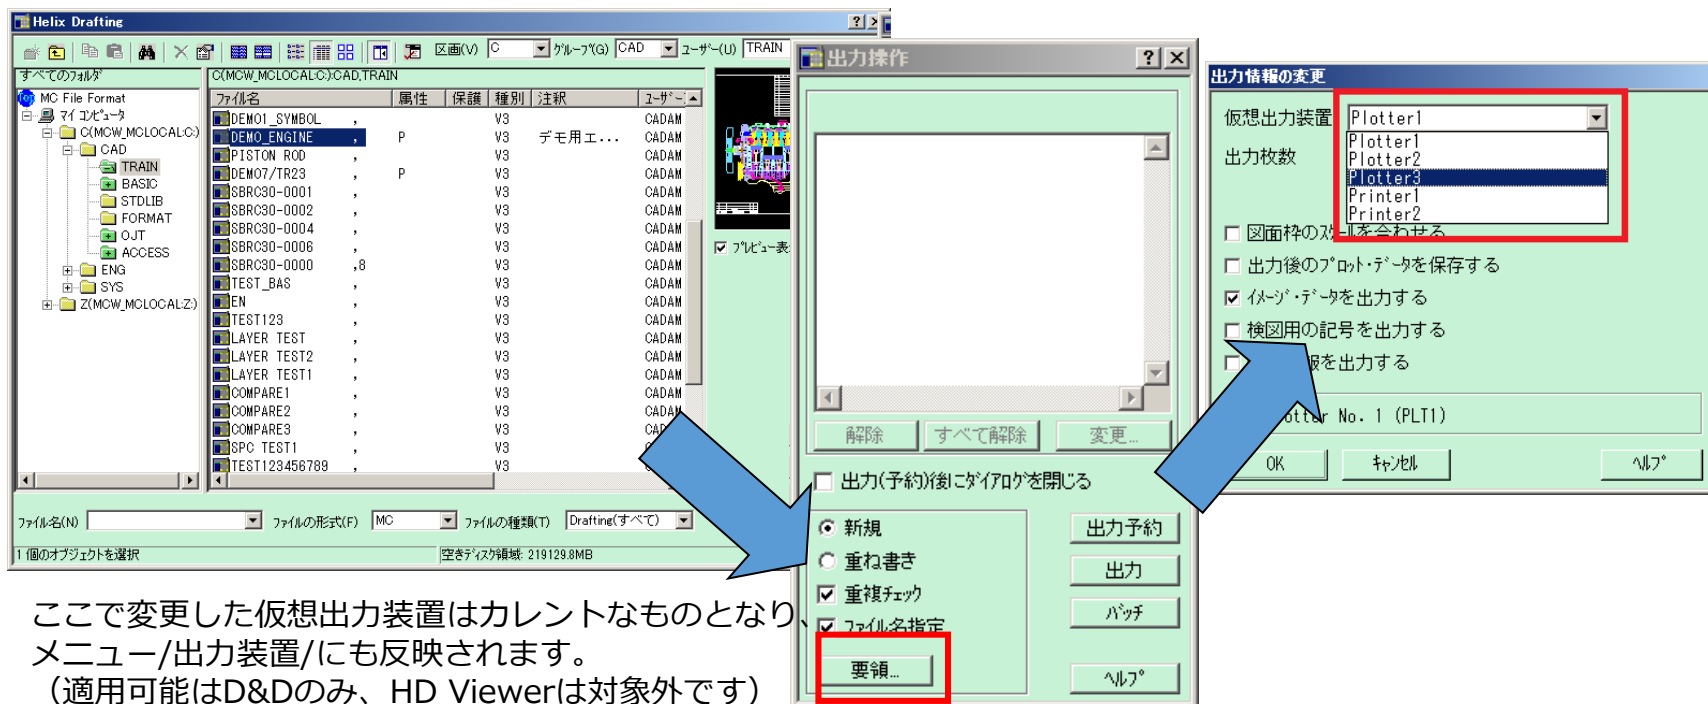 Helix Drafting
区画(V) C グループ(G) CAD ユーザー(U) TRAIN
すべてのフォルダ
MC File Format
マイ コンピュータ
C(MCW_MCLOCAL:C:)
CAD
TRAIN
BASIC
STDLIB
FORMAT
OJT
ACCESS
ENG
SYS
Z(MCW_MCLOCAL:Z:)
C(MCW_MCLOCAL:C:):CAD,TRAIN
ファイル名 属性 保護 種別 注釈 ユーザー:
DEMO1_SYMBOL , V3 CADAM
DEMO_ENGINE , P V3 デモ用エ... CADAM
PISTON ROD , V3 CADAM
DEMO7/TR23 , P V3 CADAM
SBRC30-0001 , V3 CADAM
SBRC30-0002 , V3 CADAM
SBRC30-0004 , V3 CADAM
SBRC30-0006 , V3 CADAM
SBRC30-0000 ,8 V3 CADAM
TEST_BAS , V3 CADAM
EN , V3 CADAM
TEST123 , V3 CADAM
LAYER TEST , V3 CADAM
LAYER TEST2 , V3 CADAM
LAYER TEST1 , V3 CADAM
COMPARE1 , V3 CADAM
COMPARE2 , V3 CADAM
COMPARE3 , V3
SPC TEST1 , V3
TEST123456789 , V3
プレビュー表
ファイル名(N) ファイルの形式(F) MC ファイルの種類(T) Drafting(すべて)
1 個のオブジェクトを選択 空きディスク領域: 219129.8MB
出力操作
解除 すべて解除 変更...
出力(予約)後にダイアログを閉じる
新規
重ね書き
重複チェック
ファイル名指定
要領...
出力予約
出力
バッチ
ヘルプ
出力情報の変更
仮想出力装置 Plotter1
出力枚数
Plotter1
Plotter2
Plotter3
Printer1
Printer2
図面枠のスケールを合わせる
出力後のプロット・データを保存する
イメージ・データを出力する
検図用の記号を出力する
を出力する
No. 1 (PLT1)
OK キャンセル ヘルプ
ここで変更した仮想出力装置はカレントなものとなり、
メニュー/出力装置/にも反映されます。
（適用可能はD&Dのみ、HD Viewerは対象外です）